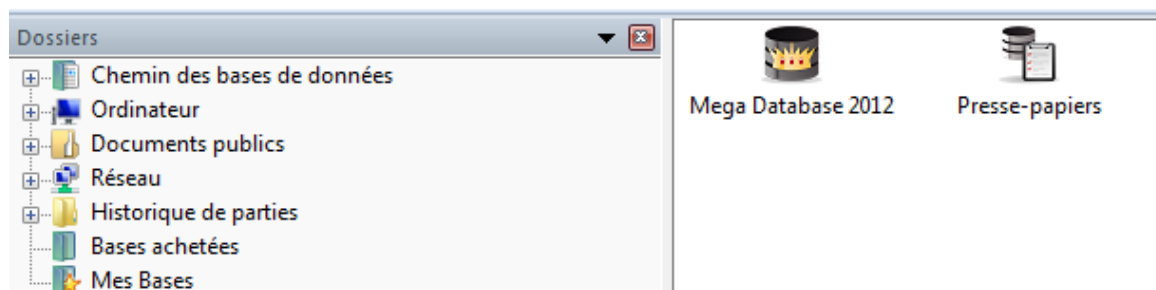 Dossiers
Chemin des bases de données
Ordinateur
Documents publics
Réseau
Historique de parties
Bases achetées
Mes Bases
Mega Database 2012
Presse-papiers